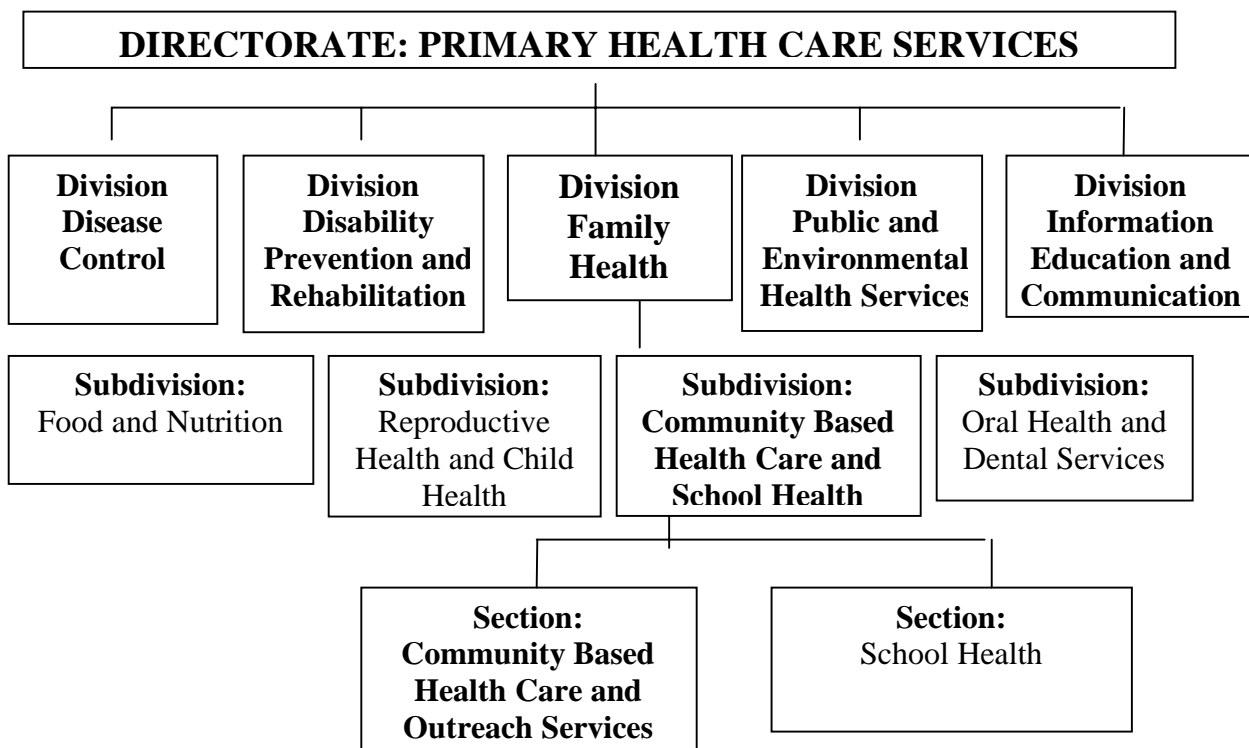 DIRECTORATE: PRIMARY HEALTH CARE SERVICES
Division
Disease
Control
Division
Disability
Prevention and
Rehabilitation
Division
Family
Health
Division
Public and
Environmental
Health Services
Division
Information
Education and
Communication
Subdivision:
Food and Nutrition
Subdivision:
Reproductive
Health and Child
Health
Subdivision:
Community Based
Health Care and
School Health
Subdivision:
Oral Health and
Dental Services
Section:
Community Based
Health Care and
Outreach Services
Section:
School Health